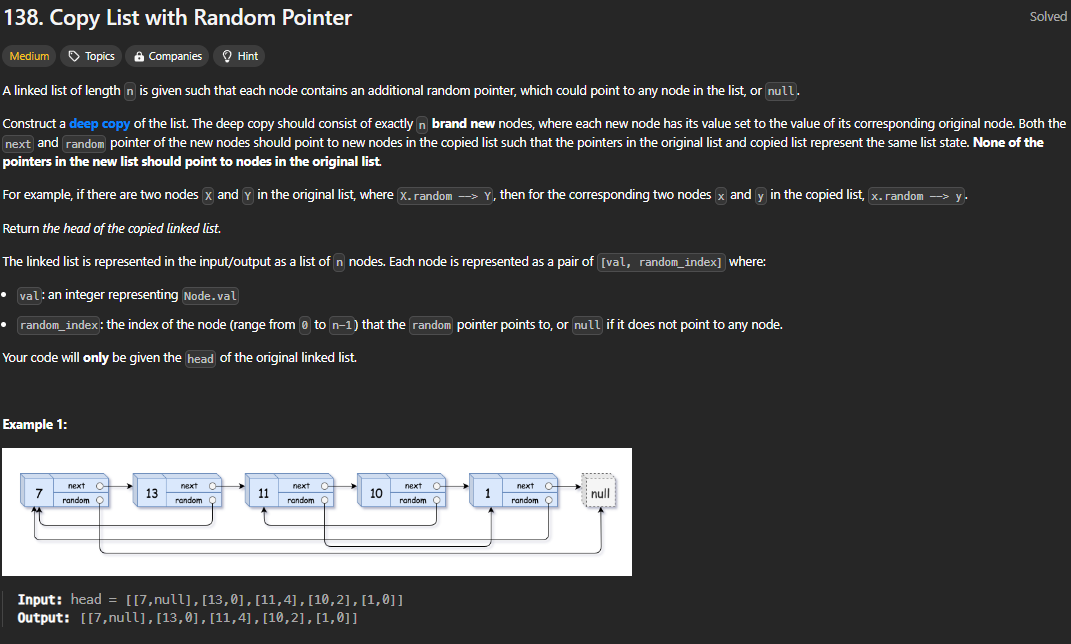 138. Copy List with Random Pointer
Solved
Medium Topics Companies Hint
A linked list of length n is given such that each node contains an additional random pointer, which could point to any node in the list, or null.
Construct a deep copy of the list. The deep copy should consist of exactly n brand new nodes, where each new node has its value set to the value of its corresponding original node. Both the
next and random pointer of the new nodes should point to new nodes in the copied list such that the pointers in the original list and copied list represent the same list state. None of the
pointers in the new list should point to nodes in the original list.
For example, if there are two nodes X and Y in the original list, where X.random --> Y, then for the corresponding two nodes x and y in the copied list, x.random --> y.
Return the head of the copied linked list.
The linked list is represented in the input/output as a list of n nodes. Each node is represented as a pair of [val, random_index] where:
• val: an integer representing Node.val
• random_index: the index of the node (range from 0 to n-1) that the random pointer points to, or null if it does not point to any node.
Your code will only be given the head of the original linked list.
Example 1:
7 next random 13 next random 11 next random 10 next random 1 next random null
Input: head = [[7,null],[13,0],[11,4],[10,2],[1,0]]
Output: [[7,null],[13,0],[11,4],[10,2],[1,0]]